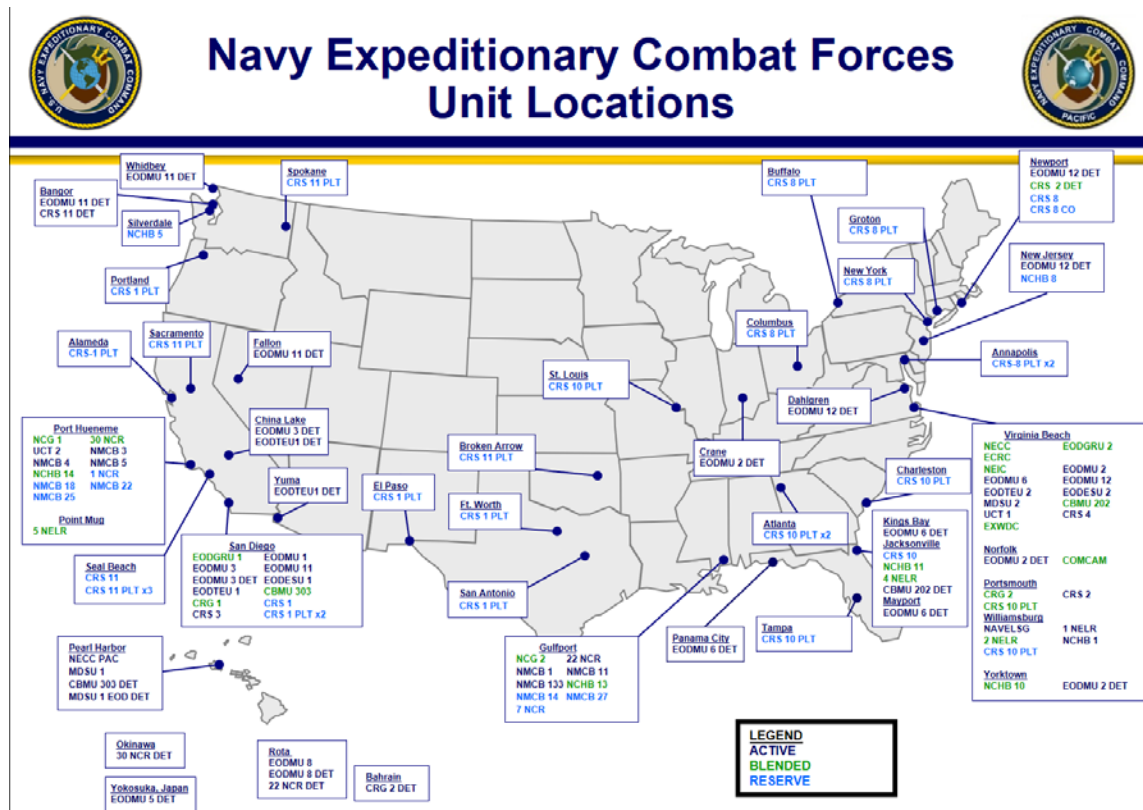 Navy Expeditionary Combat Forces
Unit Locations
U.S. NAVY EXPEDITIONARY COMBAT COMMAND
NAVY EXPEDITIONARY COMBAT COMMAND
PACIFIC
Whidbey
EODMU 11 DET
Bangor
EODMU 11 DET
CRS 11 DET
Silverdale
NCHB 5
Spokane
CRS 11 PLT
Portland
CRS 1 PLT
Alameda
CRS-1 PLT
Sacramento
CRS 11 PLT
Fallon
EODMU 11 DET
China Lake
EODMU 3 DET
EODTEU1 DET
Port Hueneme
NCG 1 30 NCR
UCT 2 NMCB 3
NMCB 4 NMCB 5
NCHB 14 1 NCR
NMCB 18 NMCB 22
NMCB 25
Point Mug
5 NELR
Seal Beach
CRS 11
CRS 11 PLT x3
Yuma
EODTEU1 DET
San Diego
EODGRU 1 EODMU 1
EODMU 3 EODMU 11
EODMU 3 DET EODESU 1
EODTEU 1 CBMU 303
CRG 1 CRS 1
CRS 3 CRS 1 PLT x2
El Paso
CRS 1 PLT
Broken Arrow
CRS 11 PLT
Ft. Worth
CRS 1 PLT
San Antonio
CRS 1 PLT
St. Louis
CRS 10 PLT
Columbus
CRS 8 PLT
Crane
EODMU 2 DET
Buffalo
CRS 8 PLT
Groton
CRS 8 PLT
New York
CRS 8 PLT
Newport
EODMU 12 DET
CRS 2 DET
CRS 8
CRS 8 CO
New Jersey
EODMU 12 DET
NCHB 8
Annapolis
CRS-8 PLT x2
Dahlgren
EODMU 12 DET
Virginia Beach
NECC EODGRU 2
ECRC
NEIC EODMU 2
EODMU 6 EODMU 12
EODTEU 2 EODESU 2
MDSU 2 CBMU 202
UCT 1 CRS 4
EXWDC
Norfolk
EODMU 2 DET COMCAM
Portsmouth
CRG 2 CRS 2
CRS 10 PLT
Williamsburg
NAVELSG 1 NELR
2 NELR NCHB 1
CRS 10 PLT
Yorktown
NCHB 10 EODMU 2 DET
Charleston
CRS 10 PLT
Atlanta
CRS 10 PLT x2
Kings Bay
EODMU 6 DET
Jacksonville
CRS 10
NCHB 11
4 NELR
CBMU 202 DET
Mayport
EODMU 6 DET
Tampa
CRS 10 PLT
Panama City
EODMU 6 DET
Gulfport
NCG 2 22 NCR
NMCB 1 NMCB 11
NMCB 133 NCHB 13
NMCB 14 NMCB 27
7 NCR
Pearl Harbor
NECC PAC
MDSU 1
CBMU 303 DET
MDSU 1 EOD DET
Okinawa
30 NCR DET
Yokosuka, Japan
EODMU 5 DET
Rota
EODMU 8
EODMU 8 DET
22 NCR DET
Bahrain
CRG 2 DET
LEGEND
ACTIVE
BLENDED
RESERVE